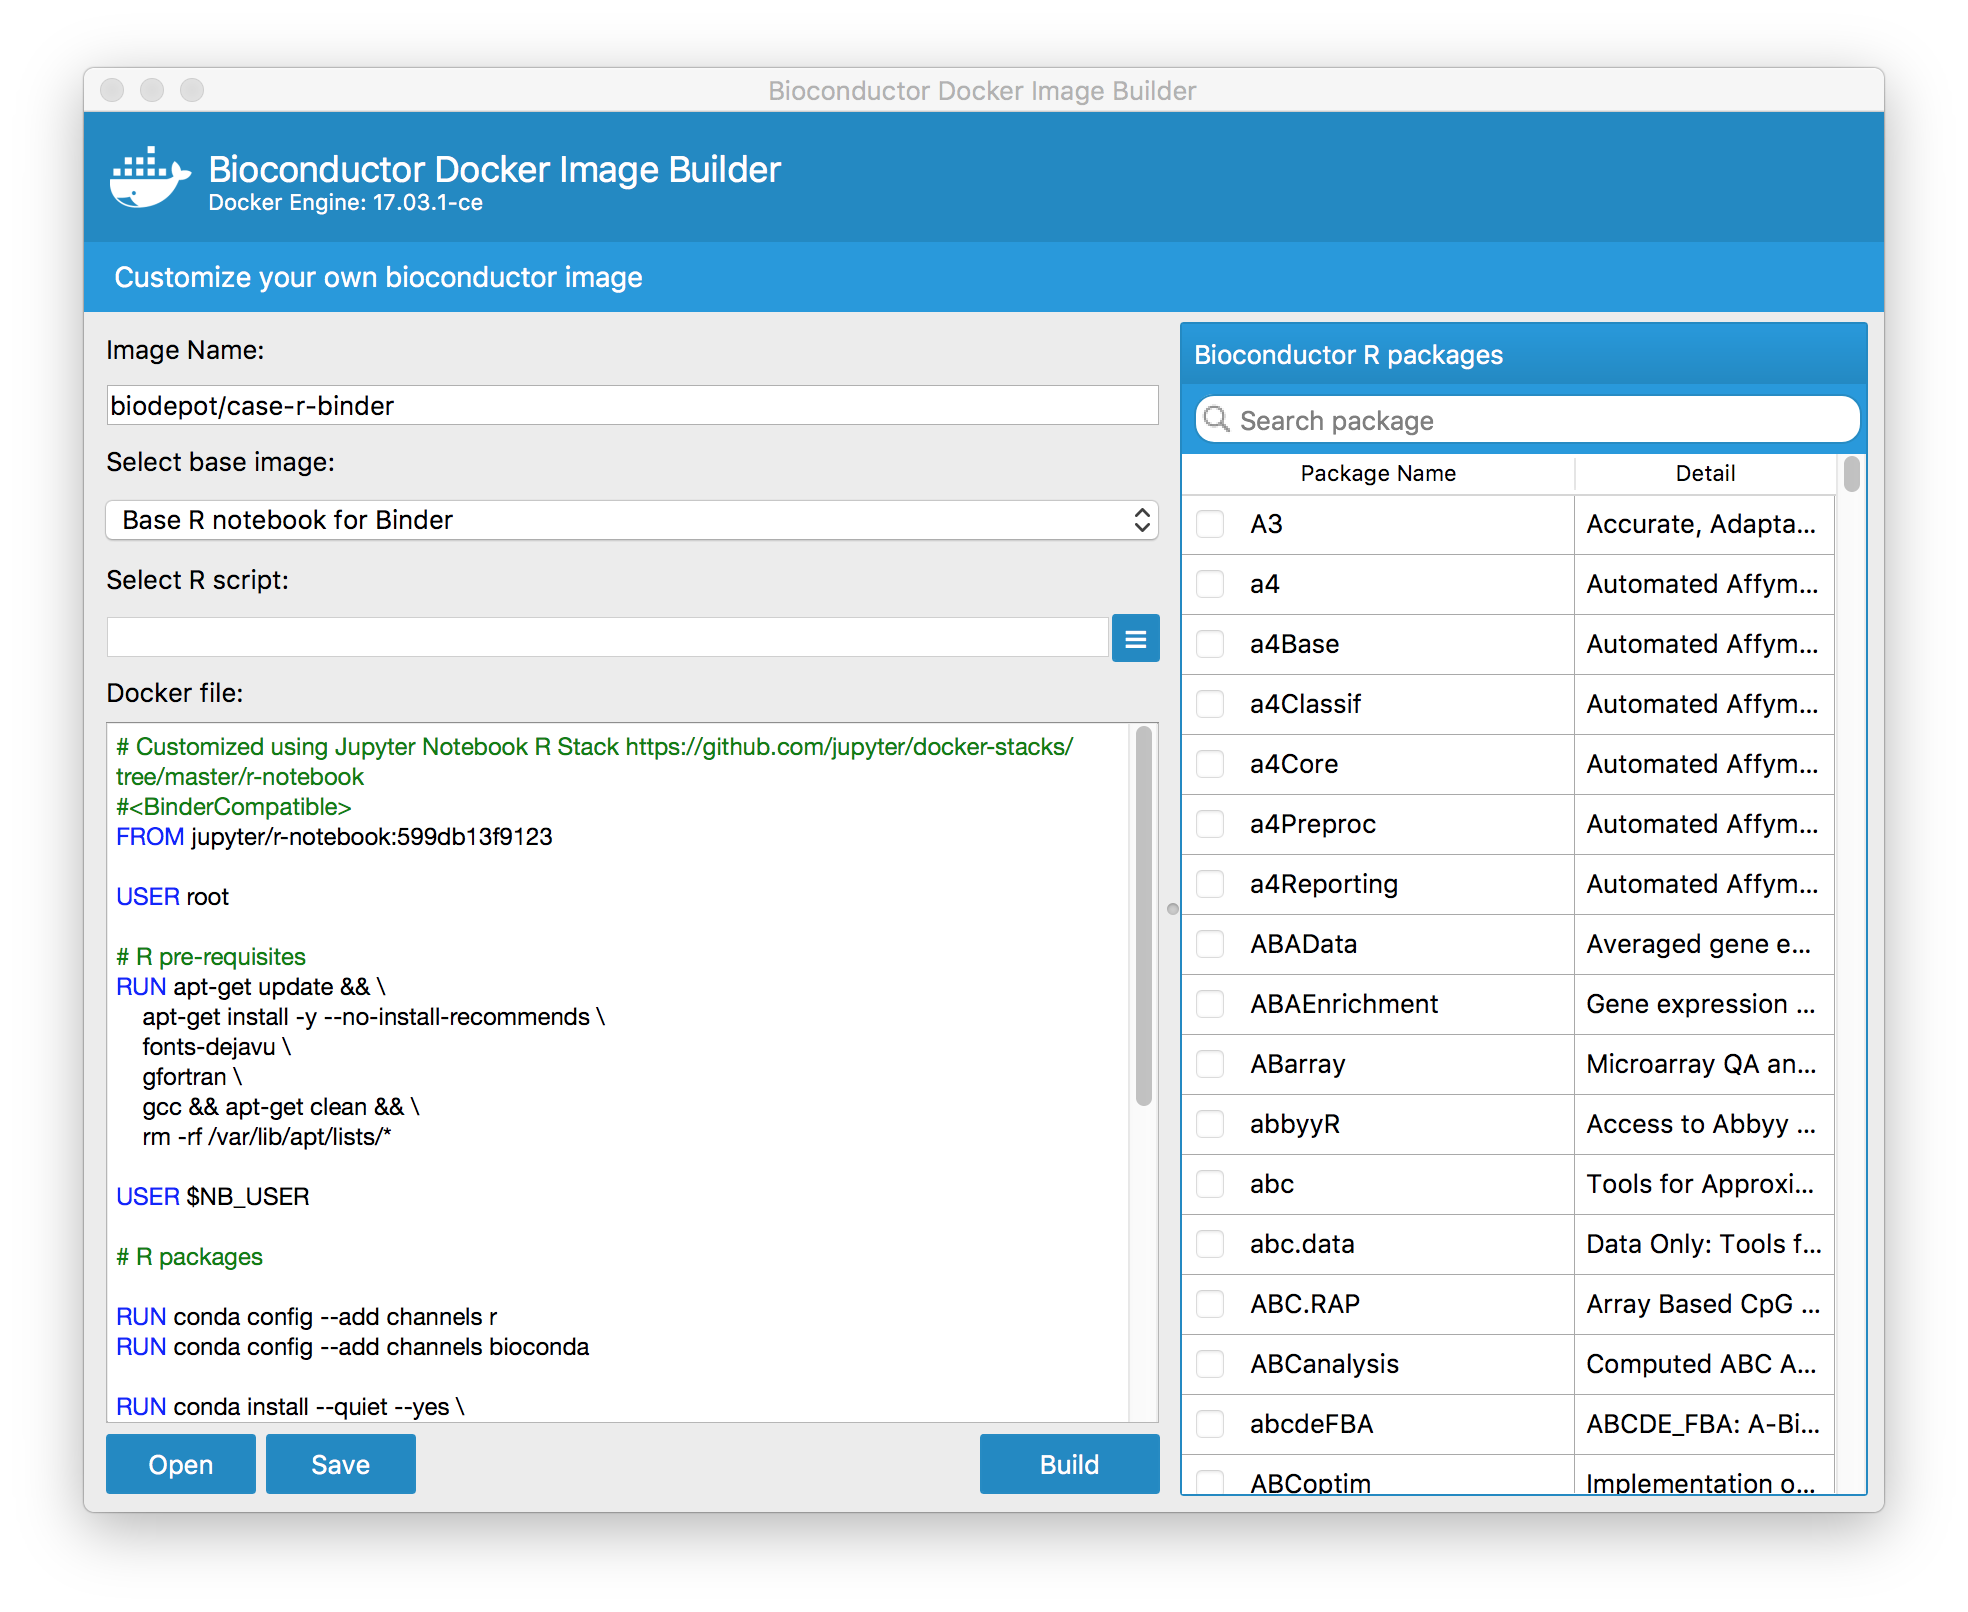 Bioconductor Docker Image Builder
Bioconductor Docker Image Builder
Docker Engine: 17.03.1-ce
Customize your own bioconductor image
Image Name:
biodepot/case-r-binder
Select base image:
Base R notebook for Binder
Select R script:
Docker file:
# Customized using Jupyter Notebook R Stack https://github.com/jupyter/docker-stacks/
tree/master/r-notebook
#<BinderCompatible>
FROM jupyter/r-notebook:599db13f9123
USER root
# R pre-requisites
RUN apt-get update && \
apt-get install -y --no-install-recommends \
fonts-dejavu \
gfortran \
gcc && apt-get clean && \
rm -rf /var/lib/apt/lists/*
USER $NB_USER
# R packages
RUN conda config --add channels r
RUN conda config --add channels bioconda
RUN conda install --quiet --yes \
Open Save Build
Bioconductor R packages
Search package
Package Name Detail
A3 Accurate, Adapta...
a4 Automated Affym...
a4Base Automated Affym...
a4Classif Automated Affym...
a4Core Automated Affym...
a4Preproc Automated Affym...
a4Reporting Automated Affym...
ABAData Averaged gene e...
ABAEnrichment Gene expression ...
ABarray Microarray QA an...
abbyyR Access to Abbyy ...
abc Tools for Approxi...
abc.data Data Only: Tools f...
ABC.RAP Array Based CpG ...
ABCanalysis Computed ABC A...
abcdeFBA ABCDE_FBA: A-Bi...
ABCoptim Implementation o...